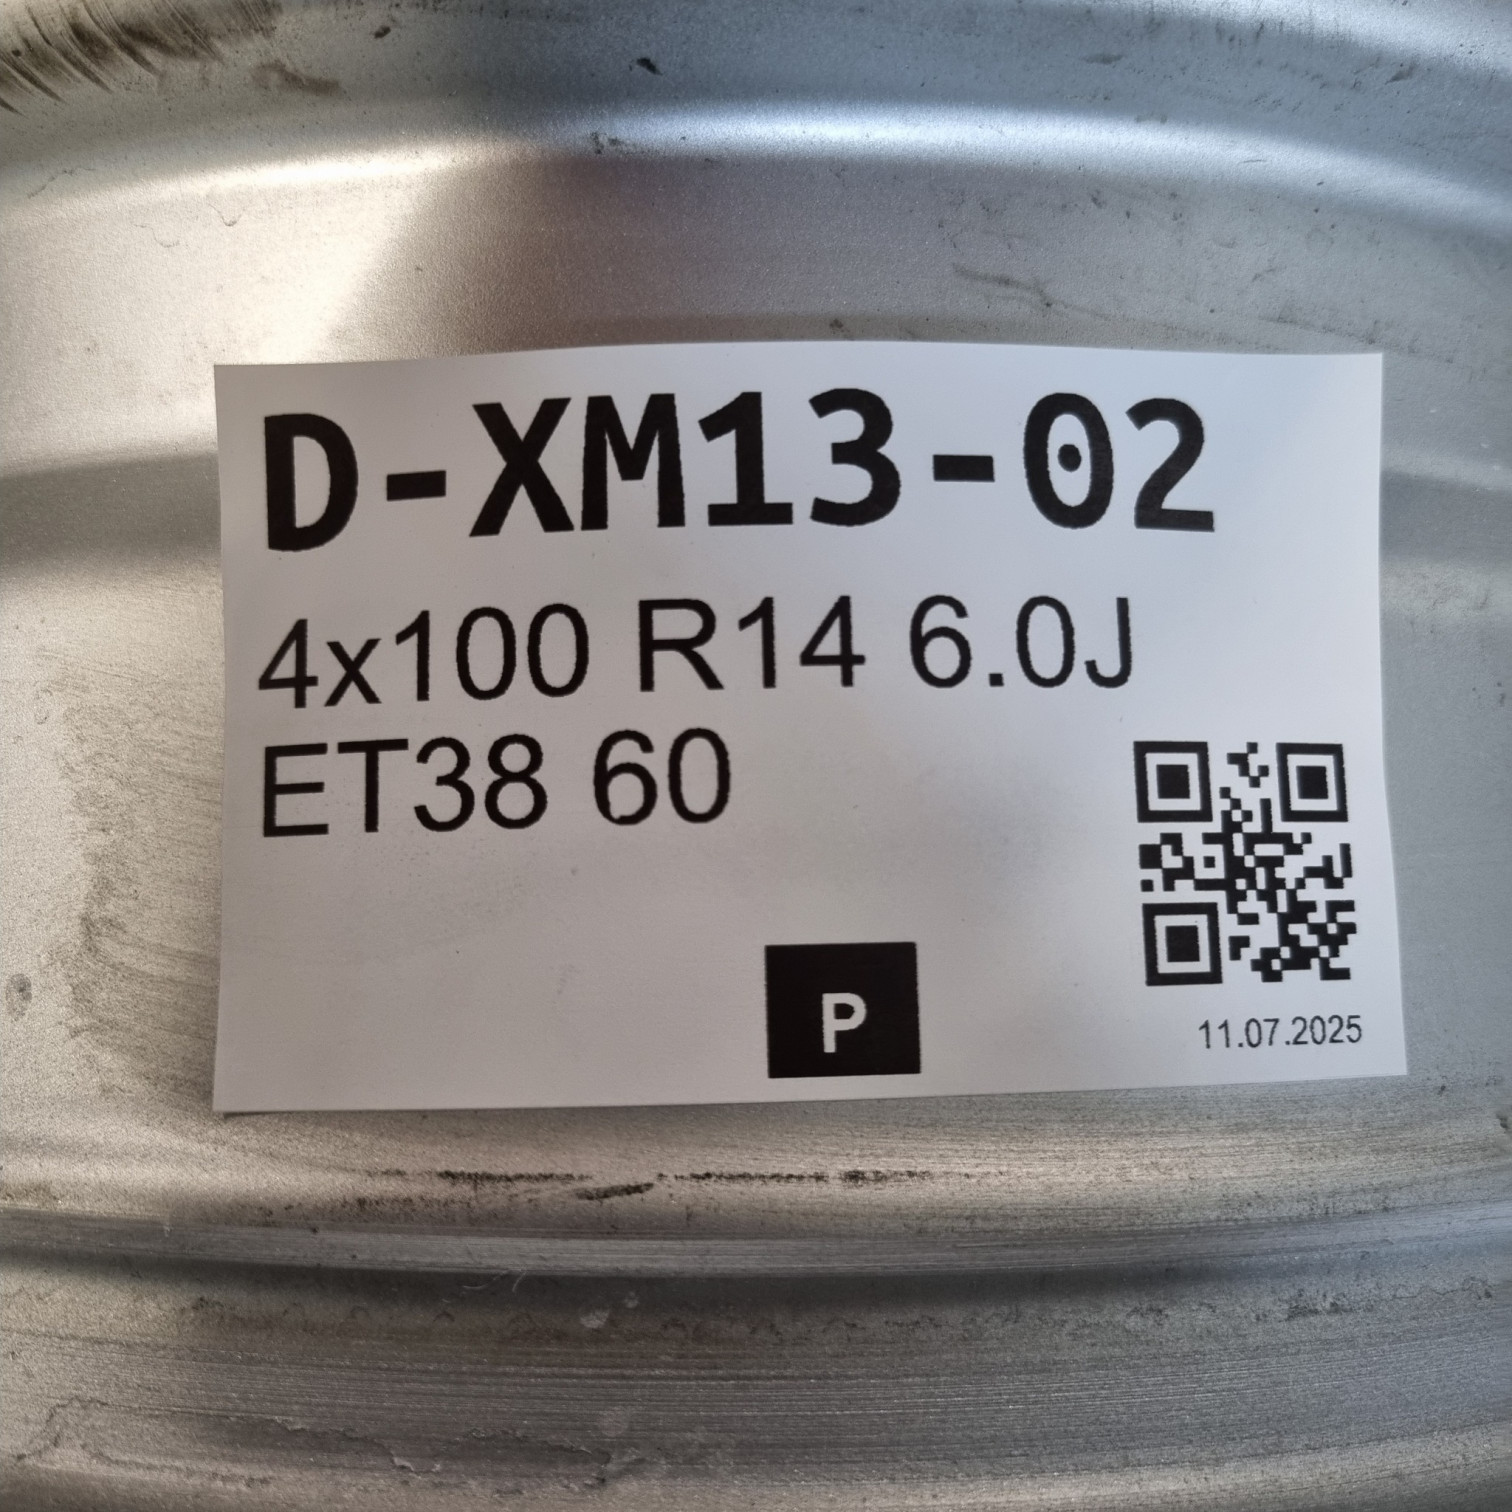 D-XM13-02
4x100 R14 6.0J
ET38 60
P
11.07.2025